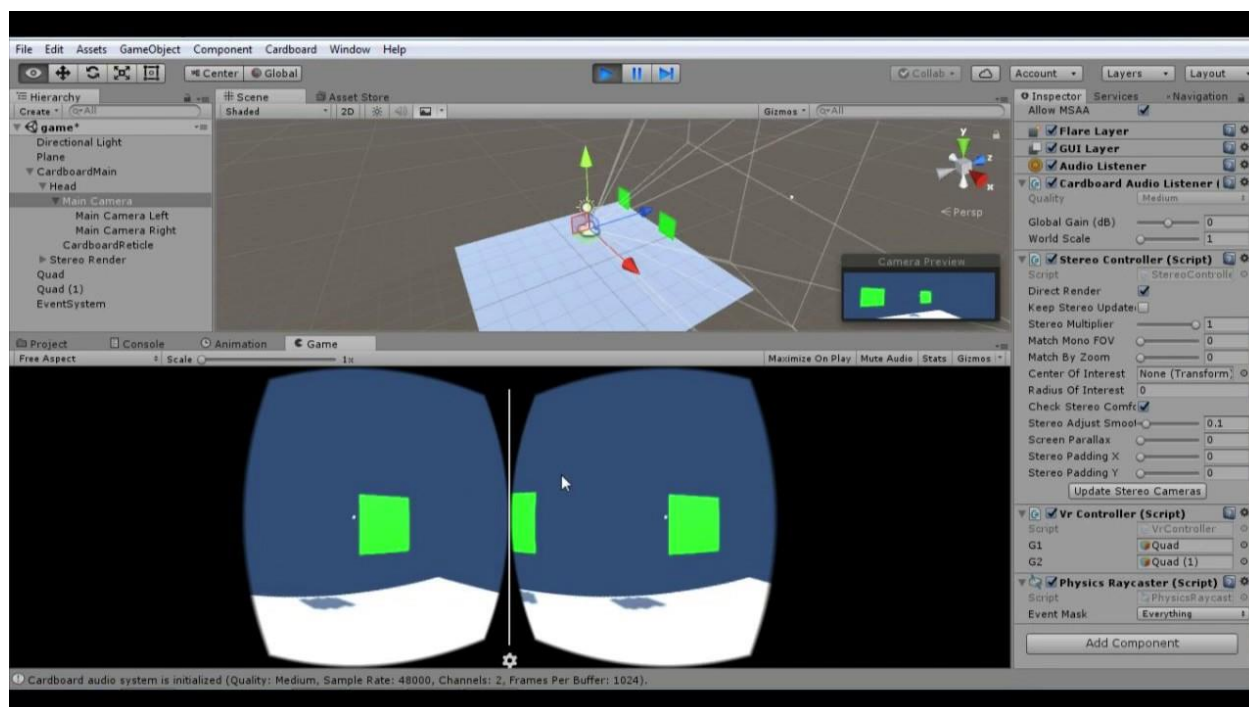 File Edit Assets GameObject Component Cardboard Window Help
Center Global Collab Account Layers Layout
Hierarchy
Create All
game*
Directional Light
Plane
CardboardMain
Head
Main Camera
Main Camera Left
Main Camera Right
CardboardReticle
Stereo Render
Quad
Quad (1)
EventSystem
Scene Asset Store
Shaded 2D Gizmos All
y
z
x
Persp
Camera Preview
Project Console Animation Game
Free Aspect Scale 1x Maximize On Play Mute Audio Stats Gizmos
Inspector Services Navigation
Allow MSAA
Flare Layer
GUI Layer
Audio Listener
Cardboard Audio Listener (
Quality Medium
Global Gain (dB) 0
World Scale 1
Stereo Controller (Script)
Script StereoControlle
Direct Render
Keep Stereo Update
Stereo Multiplier 1
Match Mono FOV 0
Match By Zoom 0
Center Of Interest None (Transform)
Radius Of Interest 0
Check Stereo Comfo
Stereo Adjust Smoo 0.1
Screen Parallax 0
Stereo Padding X 0
Stereo Padding Y 0
Update Stereo Cameras
Vr Controller (Script)
Script VrController
G1 Quad
G2 Quad (1)
Physics Raycaster (Script)
Script PhysicsRaycast
Event Mask Everything
Add Component
Cardboard audio system is initialized (Quality: Medium, Sample Rate: 48000, Channels: 2, Frames Per Buffer: 1024).